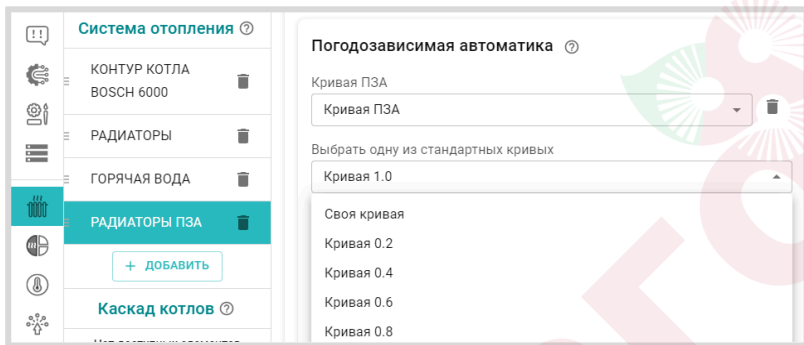 Система отопления
КОНТУР КОТЛА
BOSCH 6000
РАДИАТОРЫ
ГОРЯЧАЯ ВОДА
РАДИАТОРЫ ПЗА
+ ДОБАВИТЬ
Каскад котлов
Погодозависимая автоматика
Кривая ПЗА
Кривая ПЗА
Выбрать одну из стандартных кривых
Кривая 1.0
Своя кривая
Кривая 0.2
Кривая 0.4
Кривая 0.6
Кривая 0.8